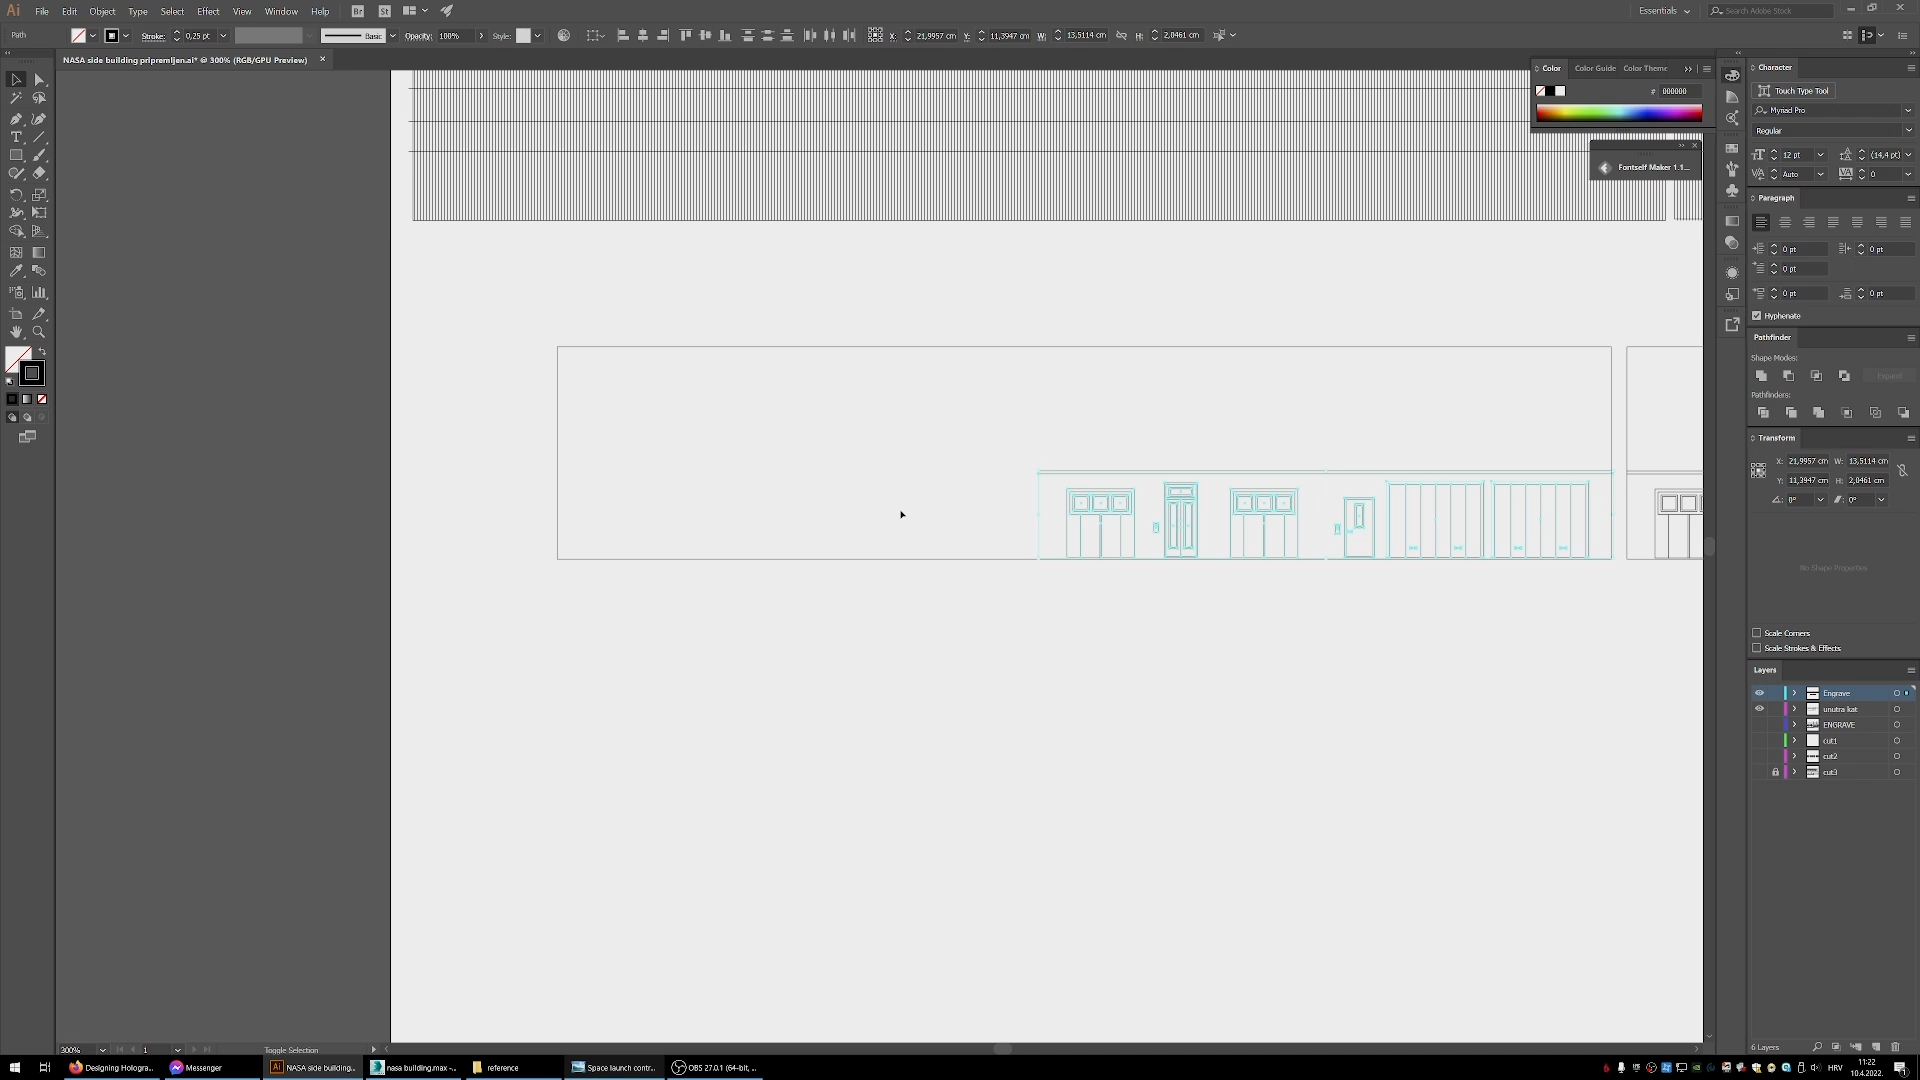 Ai File Edit Object Type Select Effect View Window Help Br St Essentials Search Adobe Stock
Path Stroke: 0,25 pt Basic Opacity: 100% Style: X: 21,9957 cm Y: 11,3947 cm W: 13,5114 cm H: 2,0461 cm
NASA side building pripremljen.ai* @ 300% (RGB/GPU Preview)
Color Color Guide Color Theme
# 000000
Fontself Maker 1.1...
Character
Touch Type Tool
Myriad Pro
Regular
12 pt (14,4 pt)
Auto 0
Paragraph
0 pt 0 pt
0 pt
0 pt 0 pt
Hyphenate
Pathfinder
Shape Modes:
Expand
Pathfinders:
Transform
X: 21,9957 cm W: 13,5114 cm
Y: 11,3947 cm H: 2,0461 cm
0° 0°
No Shape Properties
Scale Corners
Scale Strokes & Effects
Layers
Engrave
unutra kat
ENGRAVE
cut1
cut2
cut3
6 Layers
300% 1 Toggle Selection
Designing Hologra... Messenger Ai NASA side building... nasa building.max -... reference Space launch contr... OBS 27.0.1 (64-bit, ... HRV 11:22
10.4.2022.